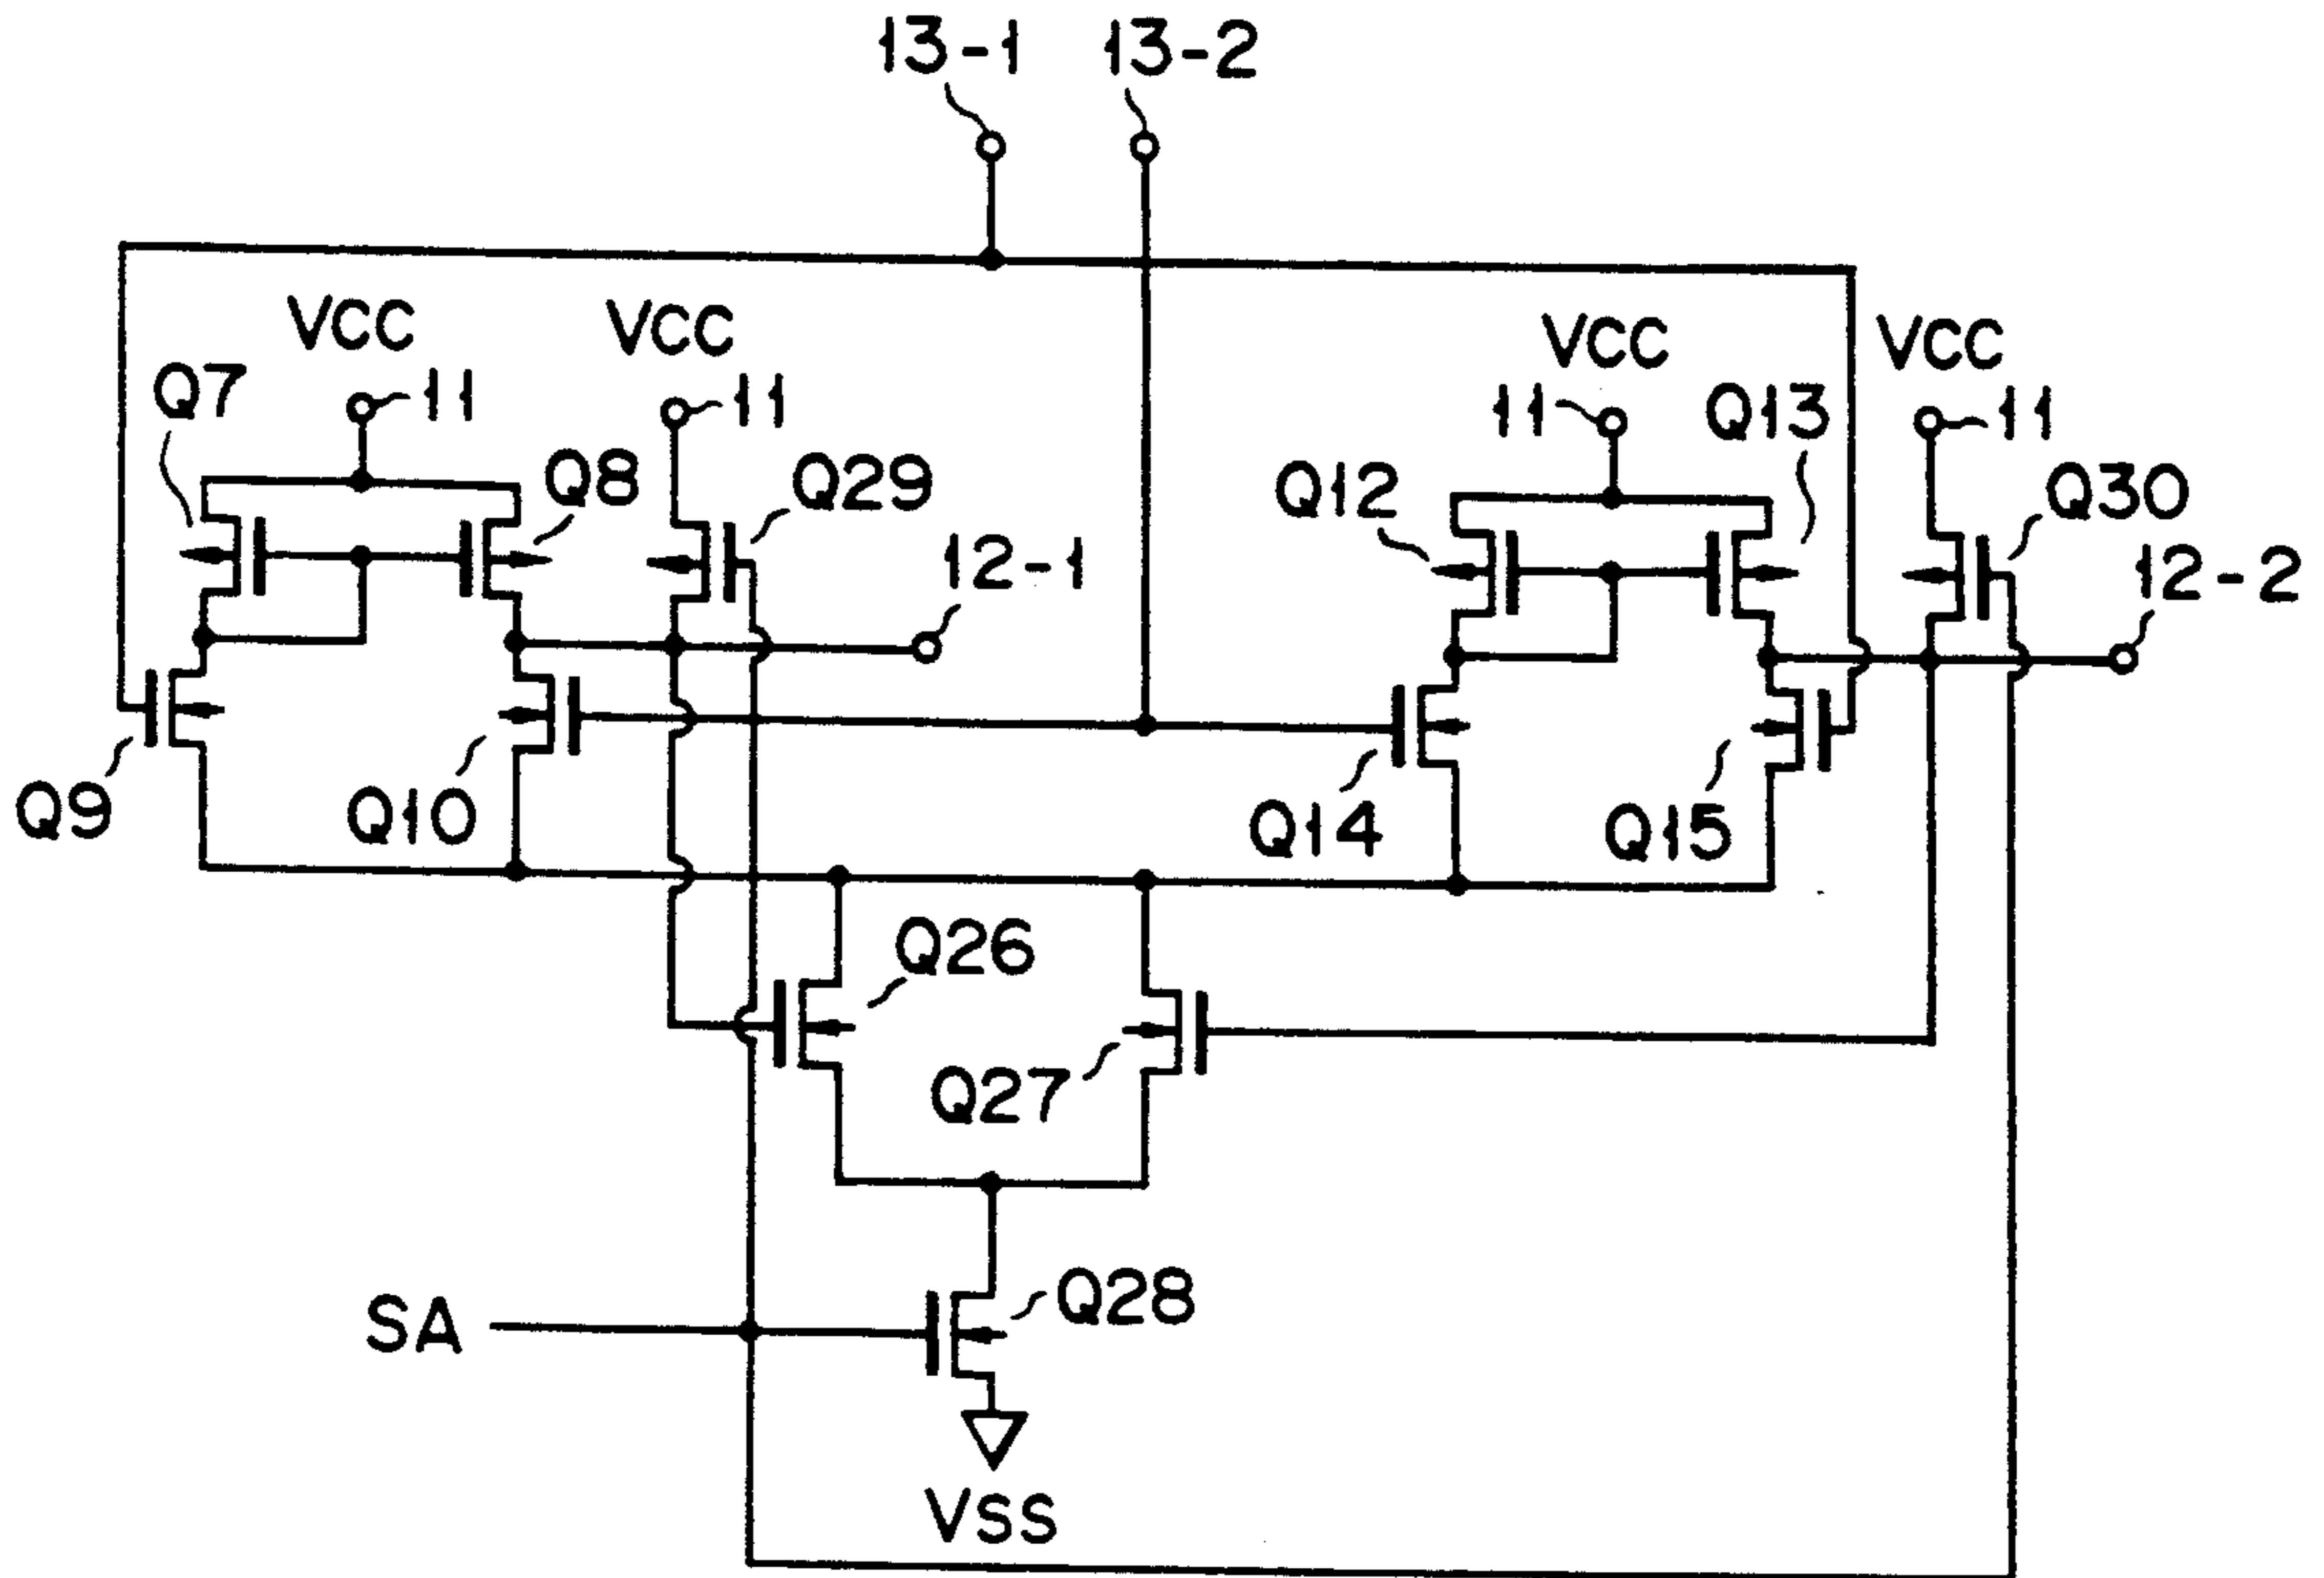 13-1 13-2
VCC VCC VCC VCC
Q7 11 11 11 Q13 11
Q8 Q29 Q12 Q30
12-1 12-2
Q9 Q10 Q14 Q15
Q26
Q27
SA Q28
VSS